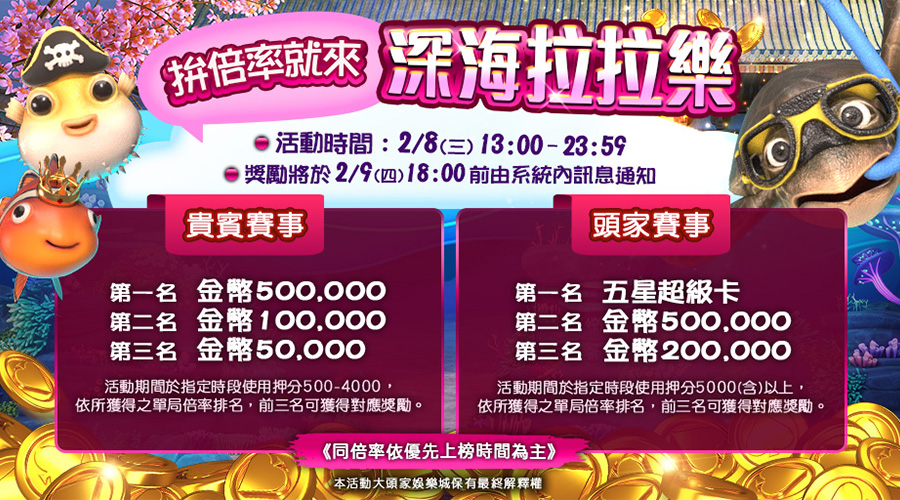 拚倍率就來
深海拉拉樂
活動時間：2/8(三)13:00-23:59
獎勵將於2/9(四)18:00前由系統內訊息通知
貴賓賽事
第一名 金幣500,000
第二名 金幣100,000
第三名 金幣50,000
活動期間於指定時段使用押分500-4000，
依所獲得之單局倍率排名，前三名可獲得對應獎勵。
頭家賽事
第一名 五星超級卡
第二名 金幣500,000
第三名 金幣200,000
活動期間於指定時段使用押分5000(含)以上，
依所獲得之單局倍率排名，前三名可獲得對應獎勵。
《同倍率依優先上榜時間為主》
本活動大頭家娛樂城保有最終解釋權